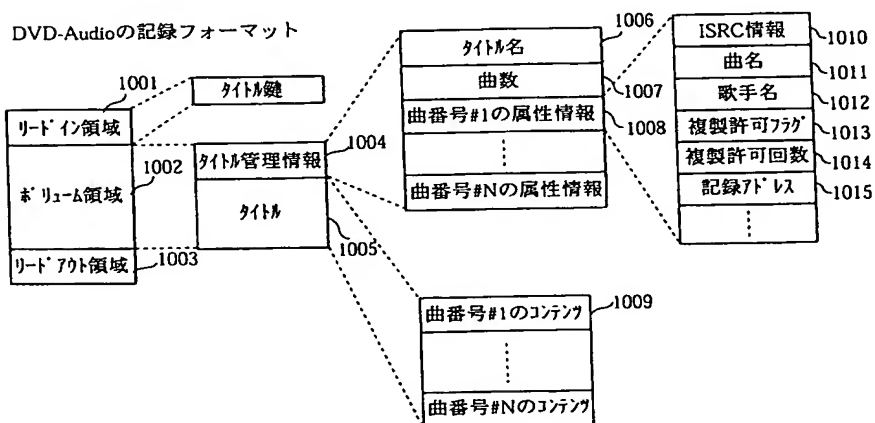 DVD-Audioの記録フォーマット
1001
リードイン領域
ボリューム領域
1002
リードアウト領域
1003
タイトル鍵
タイトル管理情報
1004
タイトル
1005
タイトル名
1006
曲数
1007
曲番号#1の属性情報
1008
曲番号#Nの属性情報
曲番号#1のコンテンツ
1009
曲番号#Nのコンテンツ
ISRC情報
1010
曲名
1011
歌手名
1012
複製許可フラグ
1013
複製許可回数
1014
記録アドレス
1015